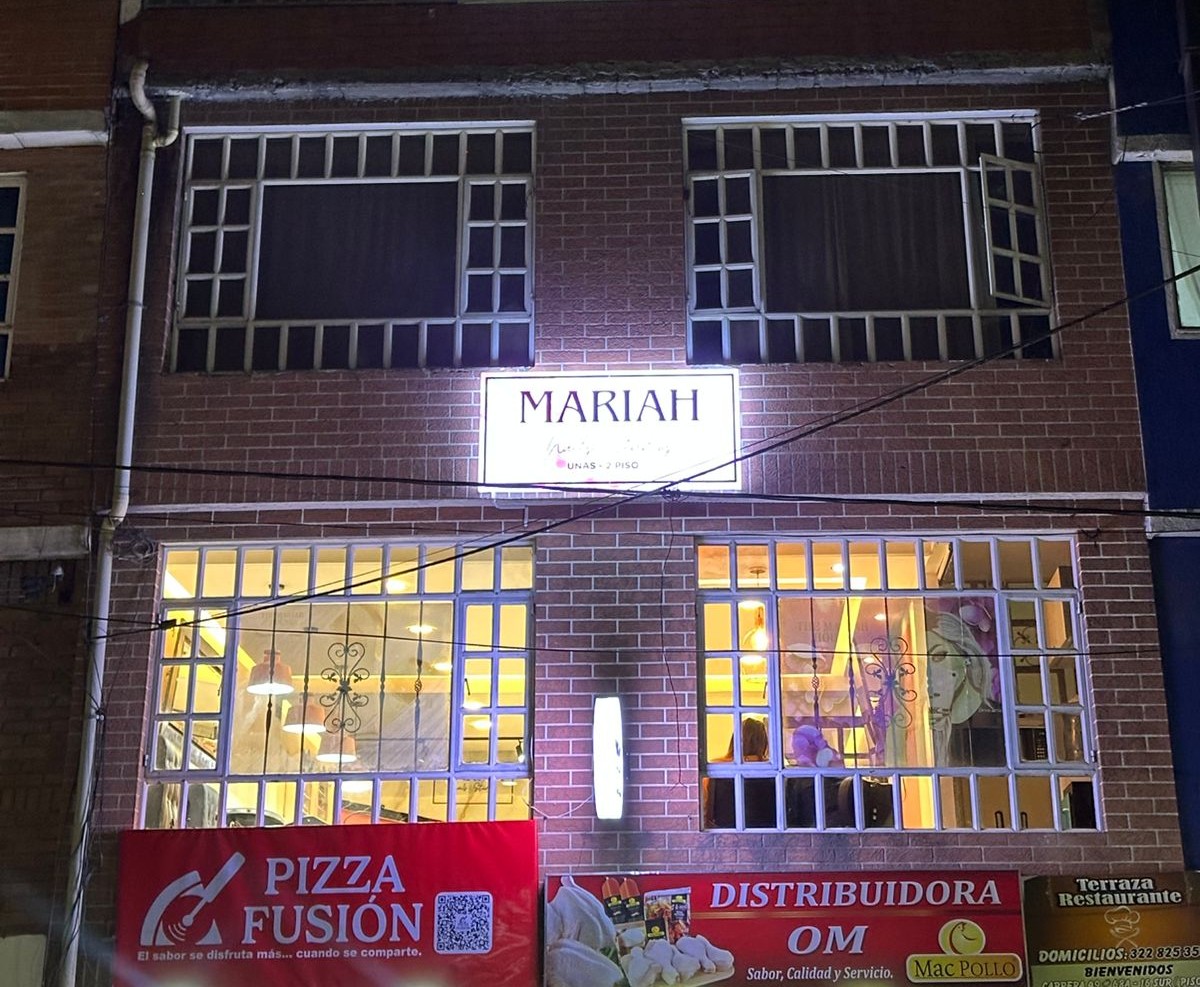 MARIAH
UNAS - 2 PISO
PIZZA
FUSIÓN
El sabor se disfruta más... cuando se comparte.
DISTRIBUIDORA
OM
Sabor, Calidad y Servicio.
Mac POLLO
Terraza
Restaurante
DOMICILIOS: 322 825 35
BIENVENIDOS